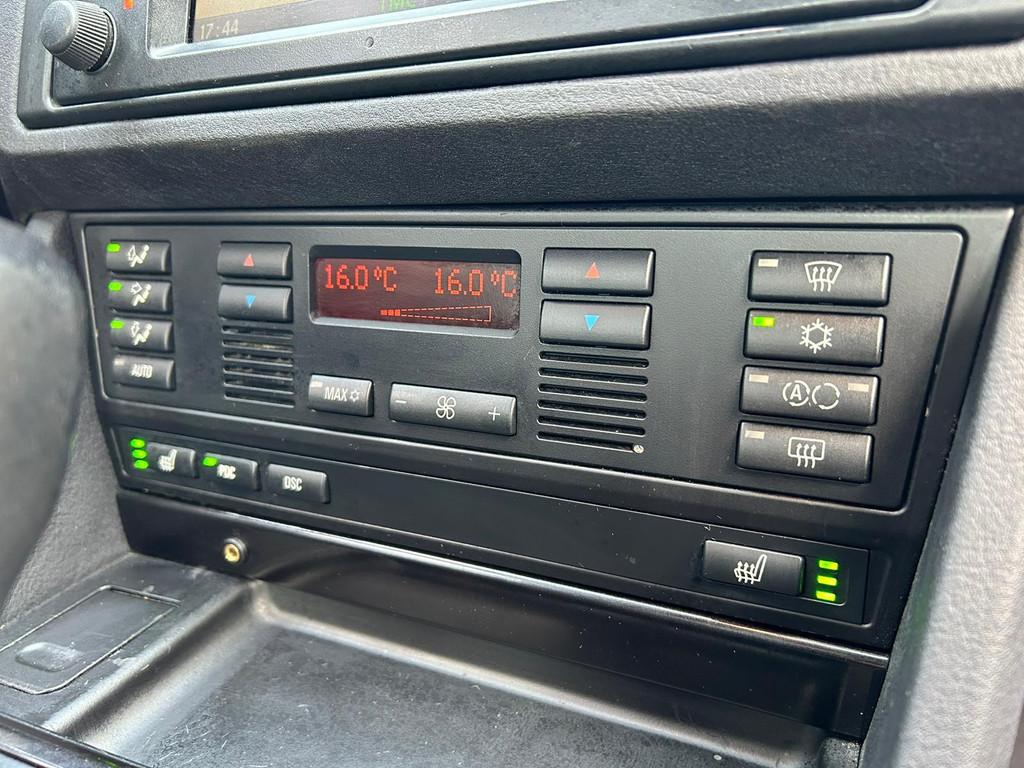 17:44
16.0°C 16.0°C
AUTO
MAX
- +
A
PDC
DSC